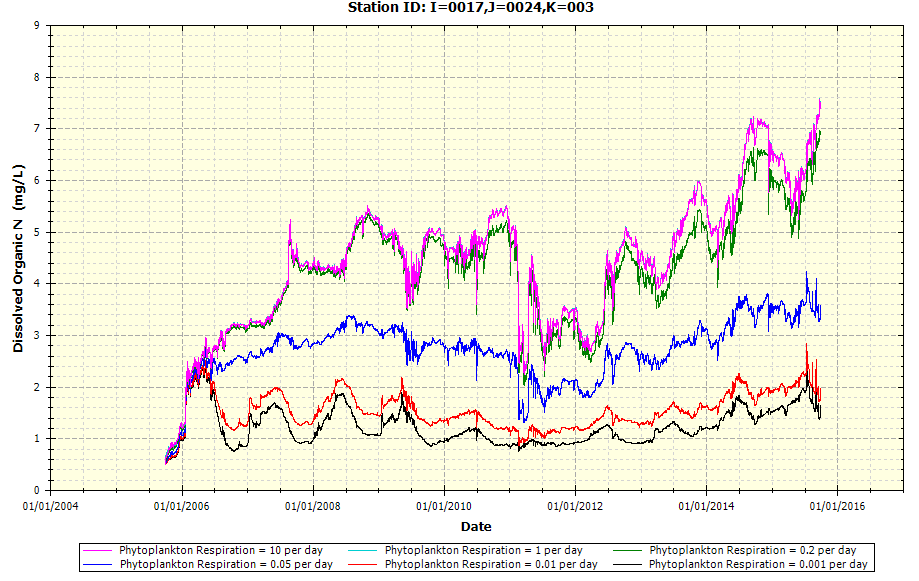 Station ID: I=0017,J=0024,K=003
Dissolved Organic N (mg/L)
9
8
7
6
5
4
3
2
1
0
01/01/2004 01/01/2006 01/01/2008 01/01/2010 01/01/2012 01/01/2014 01/01/2016
Date
Phytoplankton Respiration = 10 per day Phytoplankton Respiration = 1 per day Phytoplankton Respiration = 0.2 per day
Phytoplankton Respiration = 0.05 per day Phytoplankton Respiration = 0.01 per day Phytoplankton Respiration = 0.001 per day